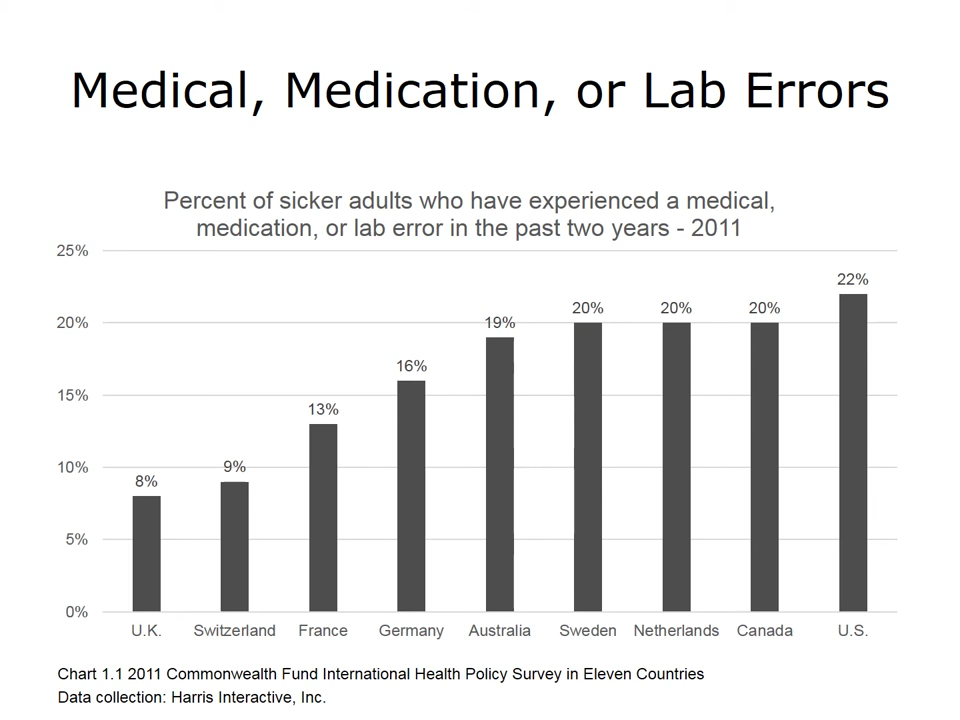 Medical, Medication, or Lab Errors
Percent of sicker adults who have experienced a medical,
medication, or lab error in the past two years - 2011
25%
20%
15%
10%
5%
0%
8%
9%
13%
16%
19%
20%
20%
20%
22%
U.K.
Switzerland
France
Germany
Australia
Sweden
Netherlands
Canada
U.S.
Chart 1.1 2011 Commonwealth Fund International Health Policy Survey in Eleven Countries
Data collection: Harris Interactive, Inc.